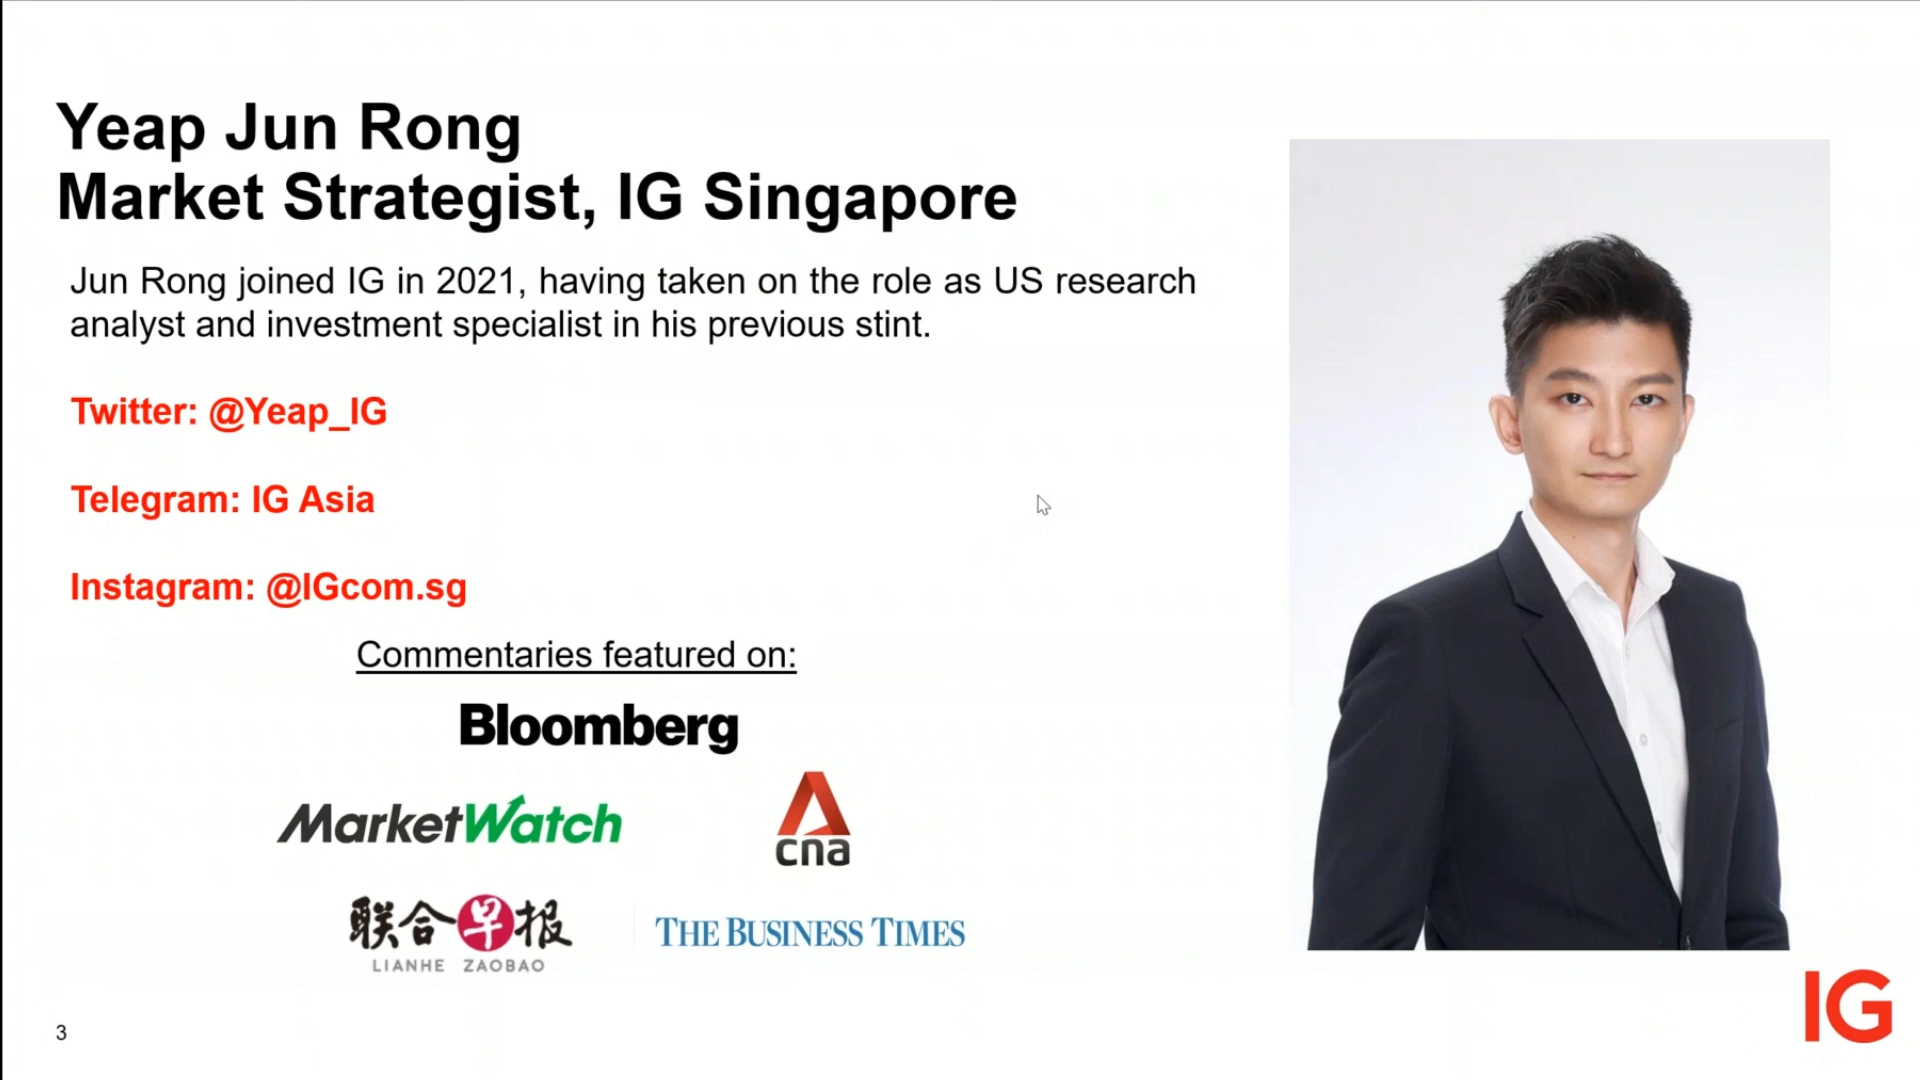 Yeap Jun Rong
Market Strategist, IG Singapore
Jun Rong joined IG in 2021, having taken on the role as US research
analyst and investment specialist in his previous stint.
Twitter: @Yeap_IG
Telegram: IG Asia
Instagram: @IGcom.sg
Commentaries featured on:
Bloomberg
MarketWatch
cna
联合早报
LIANHE ZAOBAO
THE BUSINESS TIMES
3
IG